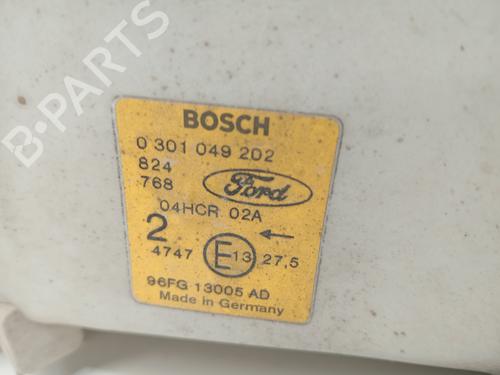 B-PARTS
BOSCH
0 301 049 202
824
768
Ford
04HCR 02A
2
4747 E 13 27,5
96FG 13005 AD
Made in Germany